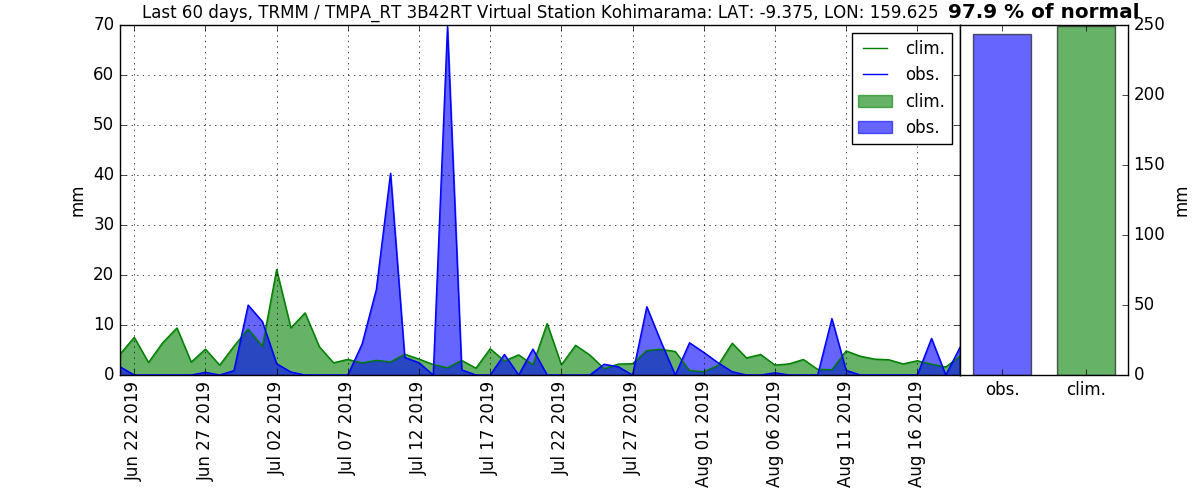 Last 60 days, TRMM / TMPA_RT 3B42RT Virtual Station Kohimarama: LAT: -9.375, LON: 159.625 97.9 % of normal
70
60
50
40
30
20
10
0
mm
clim.
obs.
clim.
obs.
Jun 22 2019
Jun 27 2019
Jul 02 2019
Jul 07 2019
Jul 12 2019
Jul 17 2019
Jul 22 2019
Jul 27 2019
Aug 01 2019
Aug 06 2019
Aug 11 2019
Aug 16 2019
250
200
150
100
50
0
mm
obs.
clim.